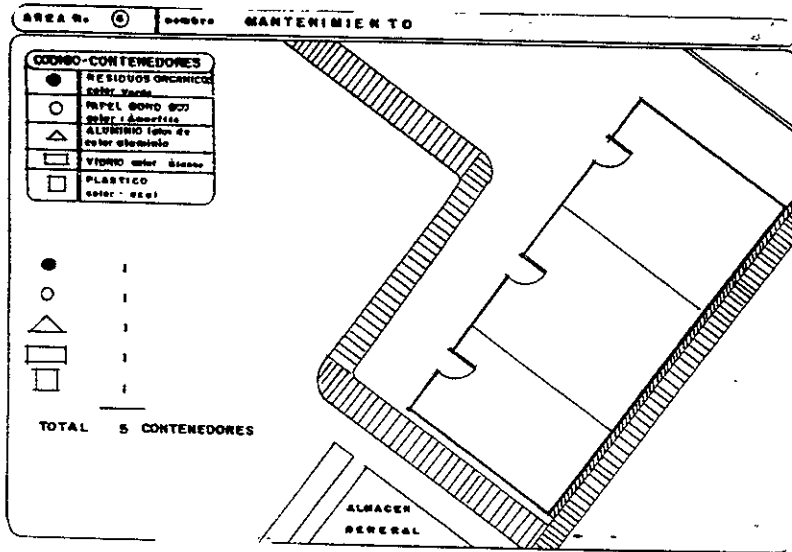 AREA No. 6 nombre MANTENIMIENTO
CODIGO-CONTENEDORES
RESIDUOS ORGANICOS
color Verde
PAPEL BOND
color : Amarillo
ALUMINIO latas de
color aluminio
VIDRIO color Blanco
PLASTICO
color - azul
1
1
1
1
1
TOTAL 5 CONTENEDORES
ALMACEN
GENERAL